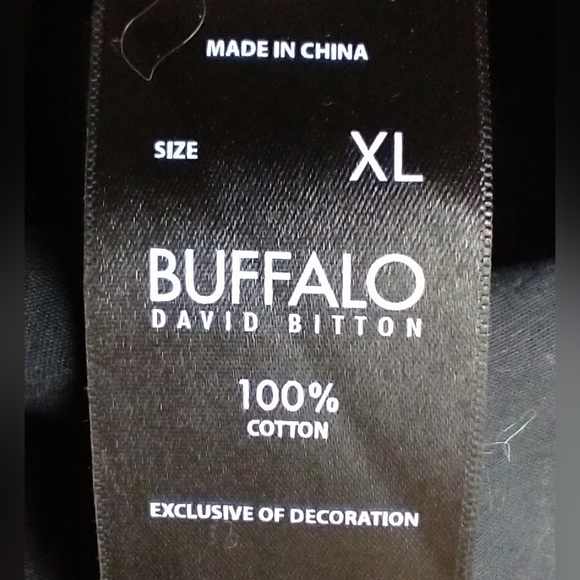 MADE IN CHINA
SIZE XL
BUFFALO
DAVID BITTON
100%
COTTON
EXCLUSIVE OF DECORATION